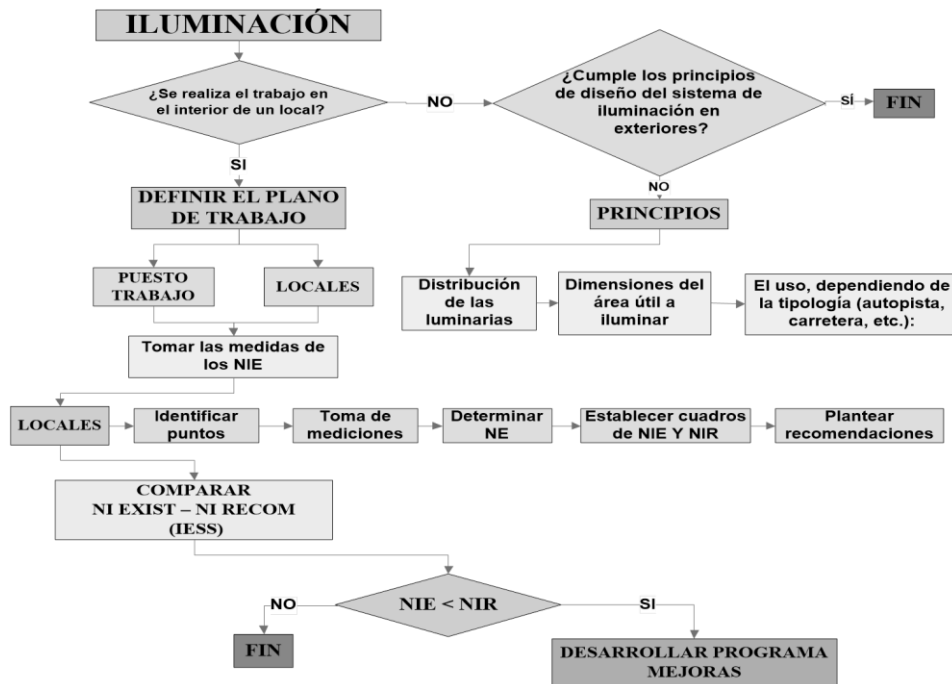 ILUMINACIÓN
¿Se realiza el trabajo en
el interior de un local?
NO
¿Cumple los principios
de diseño del sistema de
iluminación en
exteriores?
SÍ
FIN
SI
NO
DEFINIR EL PLANO
DE TRABAJO
PRINCIPIOS
PUESTO
TRABAJO
LOCALES
Distribución
de las
luminarias
Dimensiones del
área útil a
iluminar
El uso, dependiendo de
la tipología (autopista,
carretera, etc.):
Tomar las medidas de
los NIE
LOCALES
Identificar
puntos
Toma de
mediciones
Determinar
NE
Establecer cuadros
de NIE Y NIR
Plantear
recomendaciones
COMPARAR
NI EXIST – NI RECOM
(IESS)
NIE < NIR
NO
SI
FIN
DESARROLLAR PROGRAMA
MEJORAS